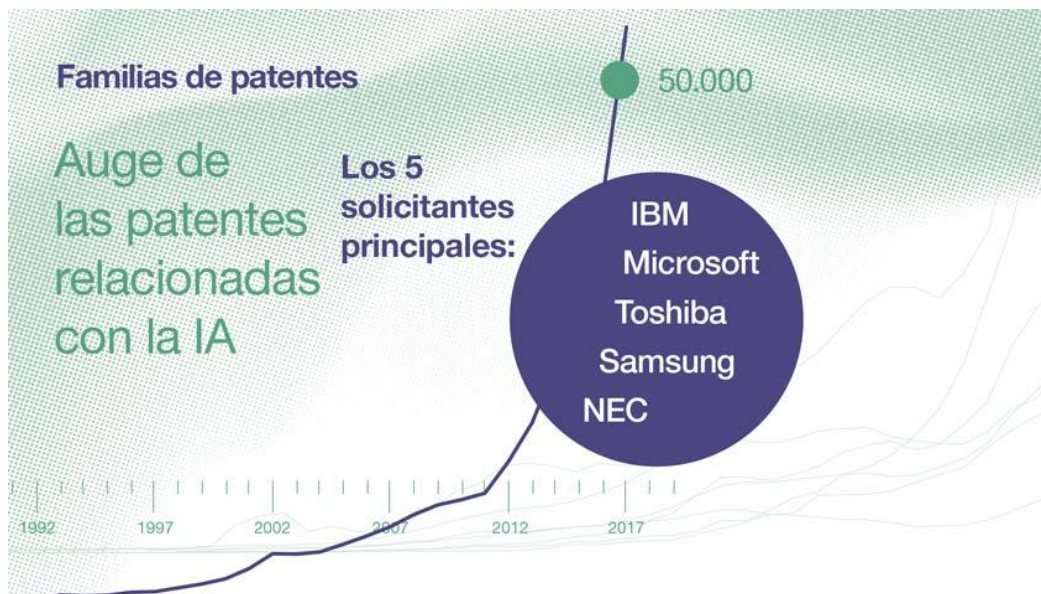 Familias de patentes
50.000
Auge de
las patentes
relacionadas
con la IA
Los 5
solicitantes
principales:
IBM
Microsoft
Toshiba
Samsung
NEC
1992 1997 2002 2007 2012 2017